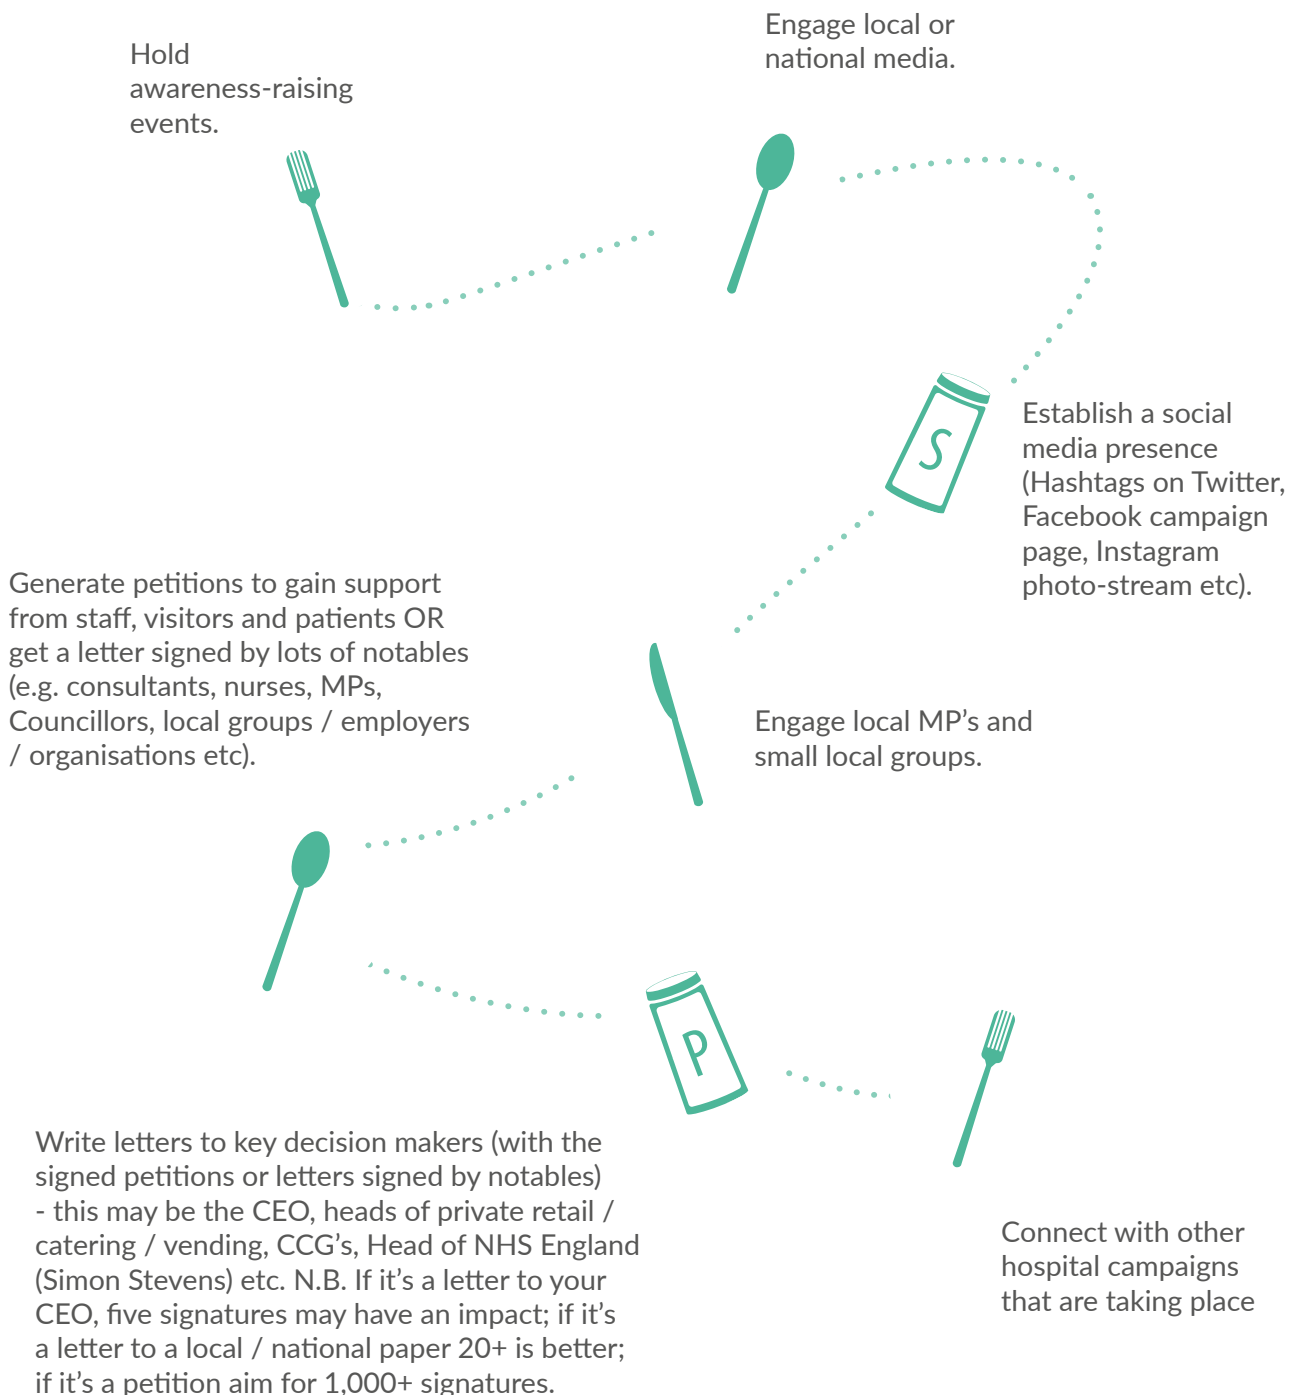 Hold
awareness-raising
events.
Engage local or
national media.
S
Establish a social
media presence
(Hashtags on Twitter,
Facebook campaign
page, Instagram
photo-stream etc).
Engage local MP's and
small local groups.
Generate petitions to gain support
from staff, visitors and patients OR
get a letter signed by lots of notables
(e.g. consultants, nurses, MPs,
Councillors, local groups / employers
/ organisations etc).
P
Write letters to key decision makers (with the
signed petitions or letters signed by notables)
- this may be the CEO, heads of private retail /
catering / vending, CCG's, Head of NHS England
(Simon Stevens) etc. N.B. If it's a letter to your
CEO, five signatures may have an impact; if it's
a letter to a local / national paper 20+ is better;
if it's a petition aim for 1,000+ signatures.
Connect with other
hospital campaigns
that are taking place